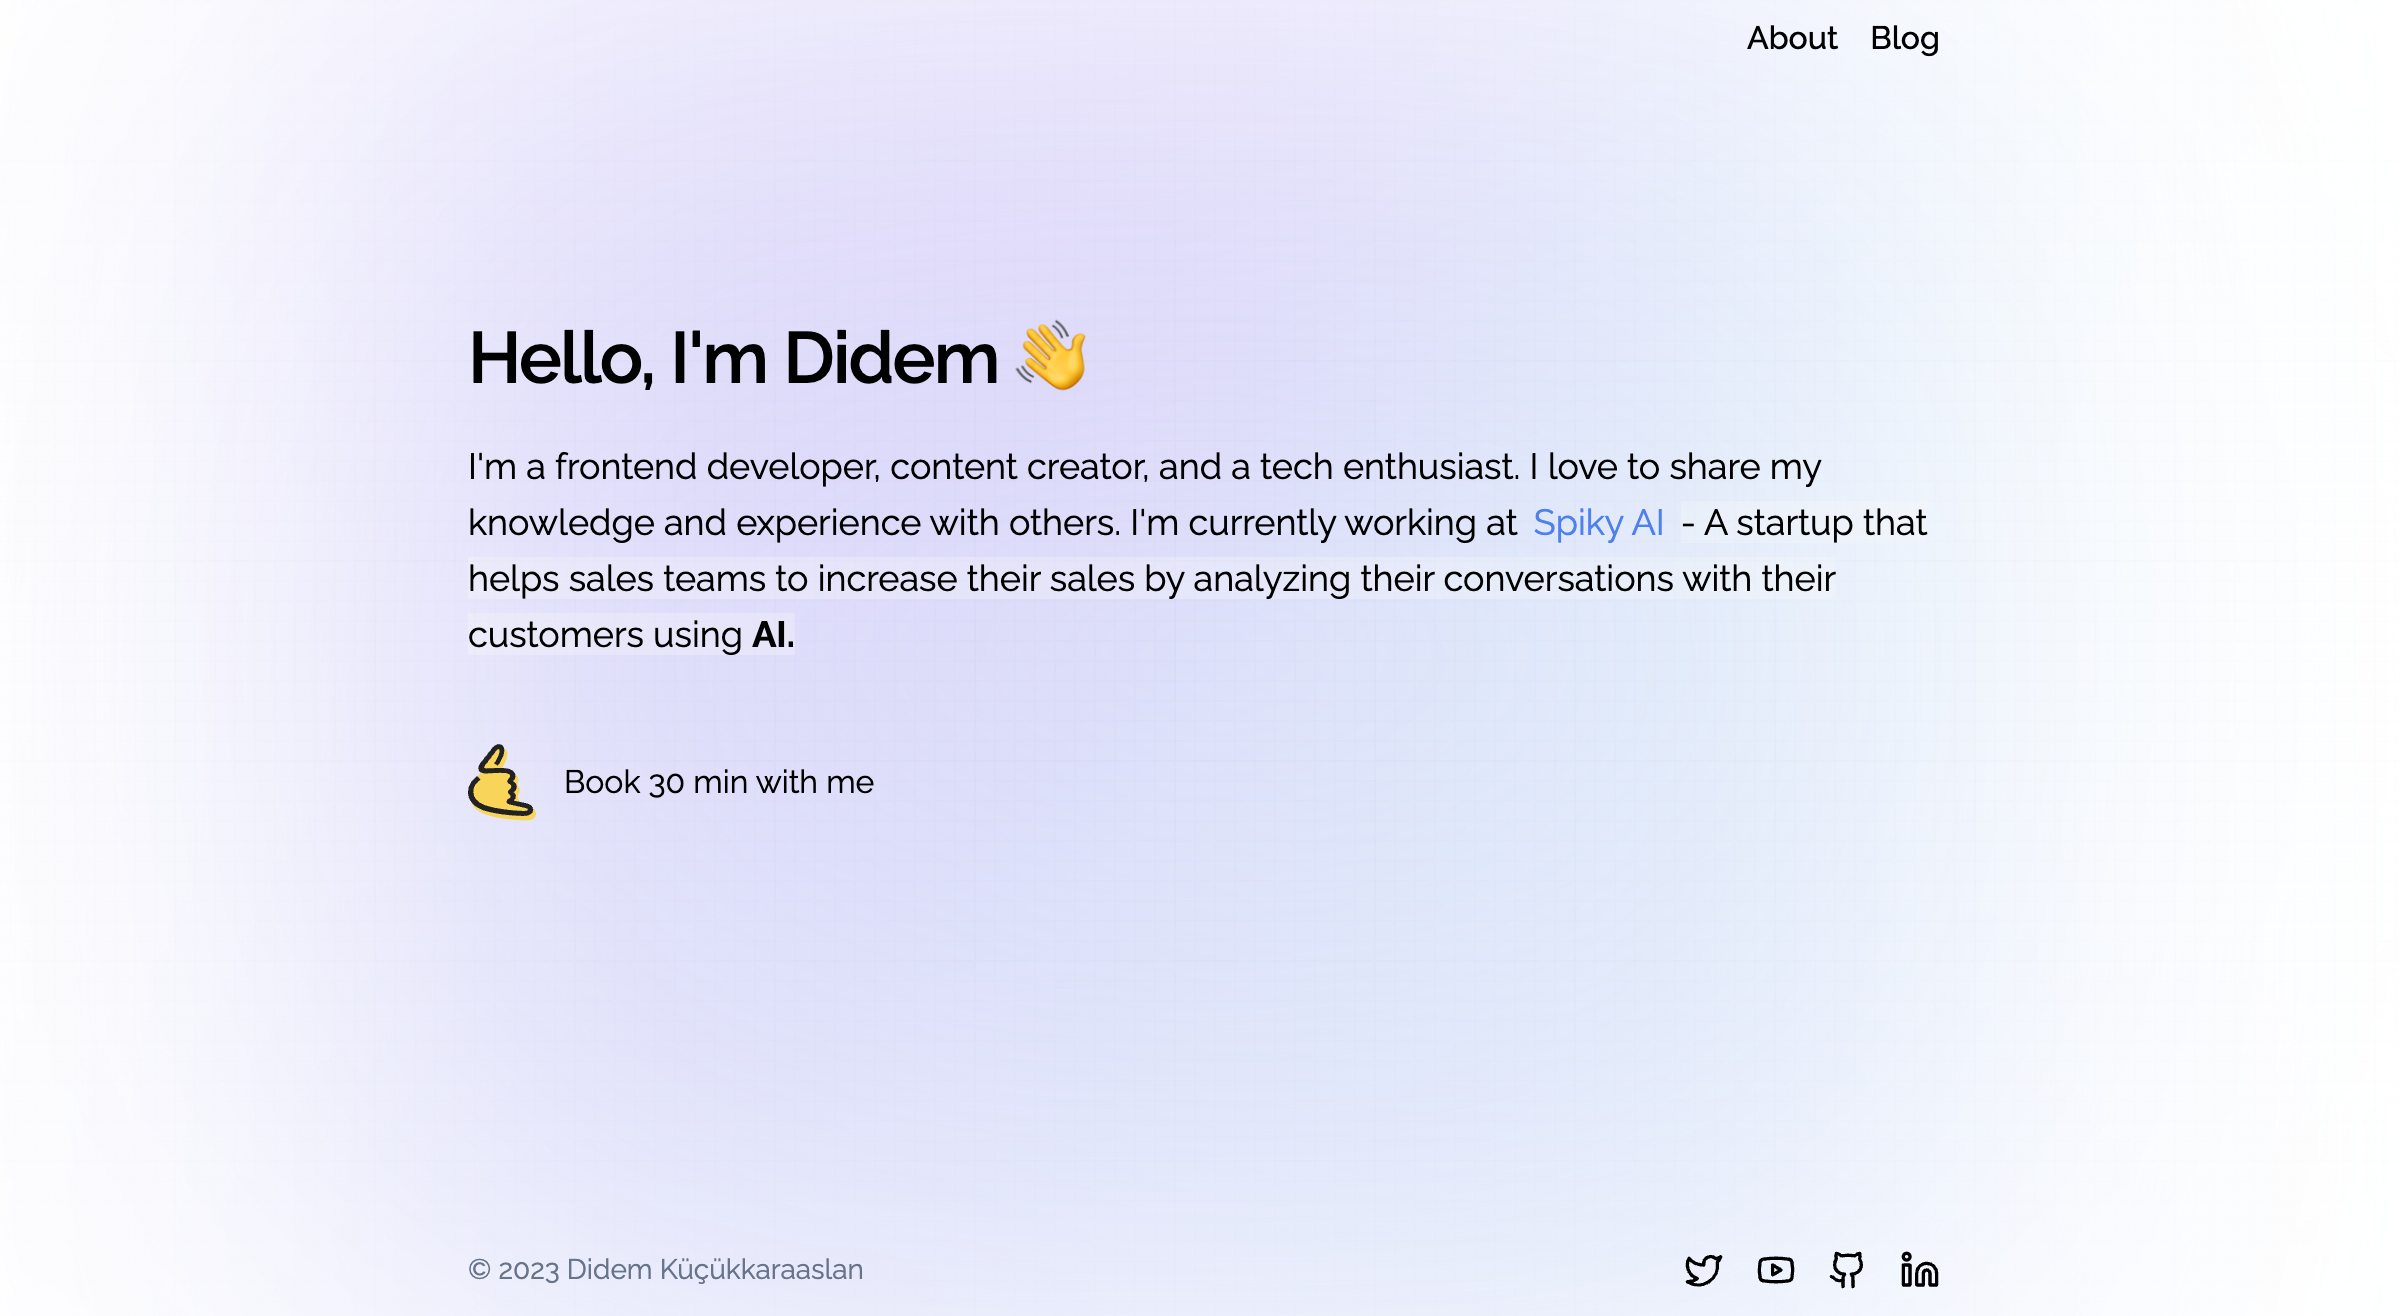 About Blog
Hello, I'm Didem 👋
I'm a frontend developer, content creator, and a tech enthusiast. I love to share my
knowledge and experience with others. I'm currently working at Spiky AI - A startup that
helps sales teams to increase their sales by analyzing their conversations with their
customers using AI.
Book 30 min with me
© 2023 Didem Küçükkaraaslan